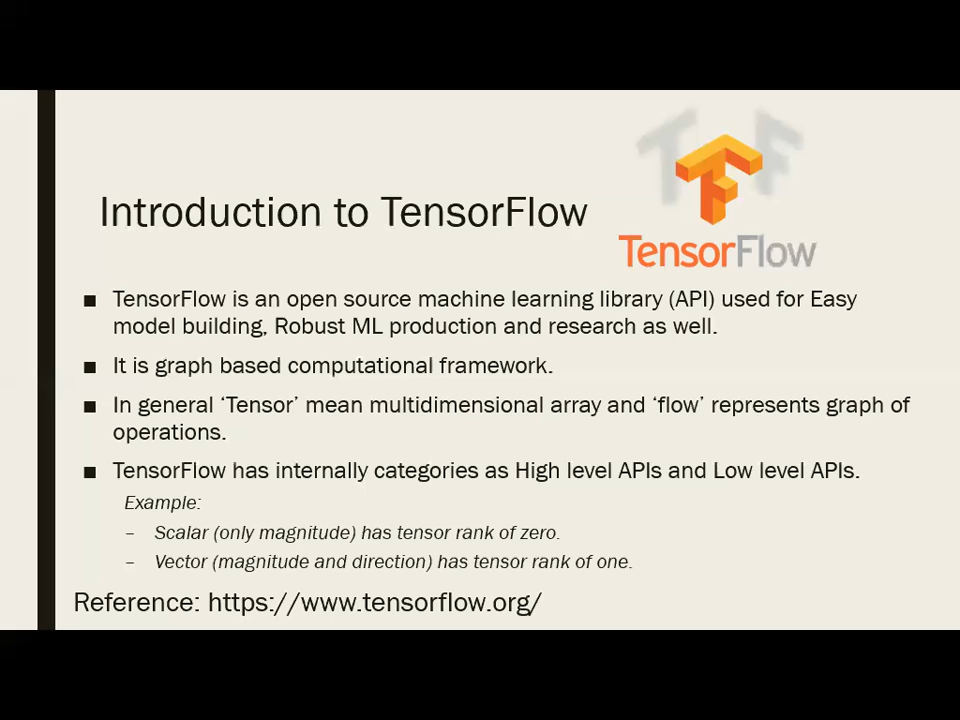 Introduction to TensorFlow
TensorFlow
TensorFlow is an open source machine learning library (API) used for Easy
model building, Robust ML production and research as well.
It is graph based computational framework.
In general ‘Tensor’ mean multidimensional array and ‘flow’ represents graph of
operations.
TensorFlow has internally categories as High level APIs and Low level APIs.
Example:
– Scalar (only magnitude) has tensor rank of zero.
– Vector (magnitude and direction) has tensor rank of one.
Reference: https://www.tensorflow.org/